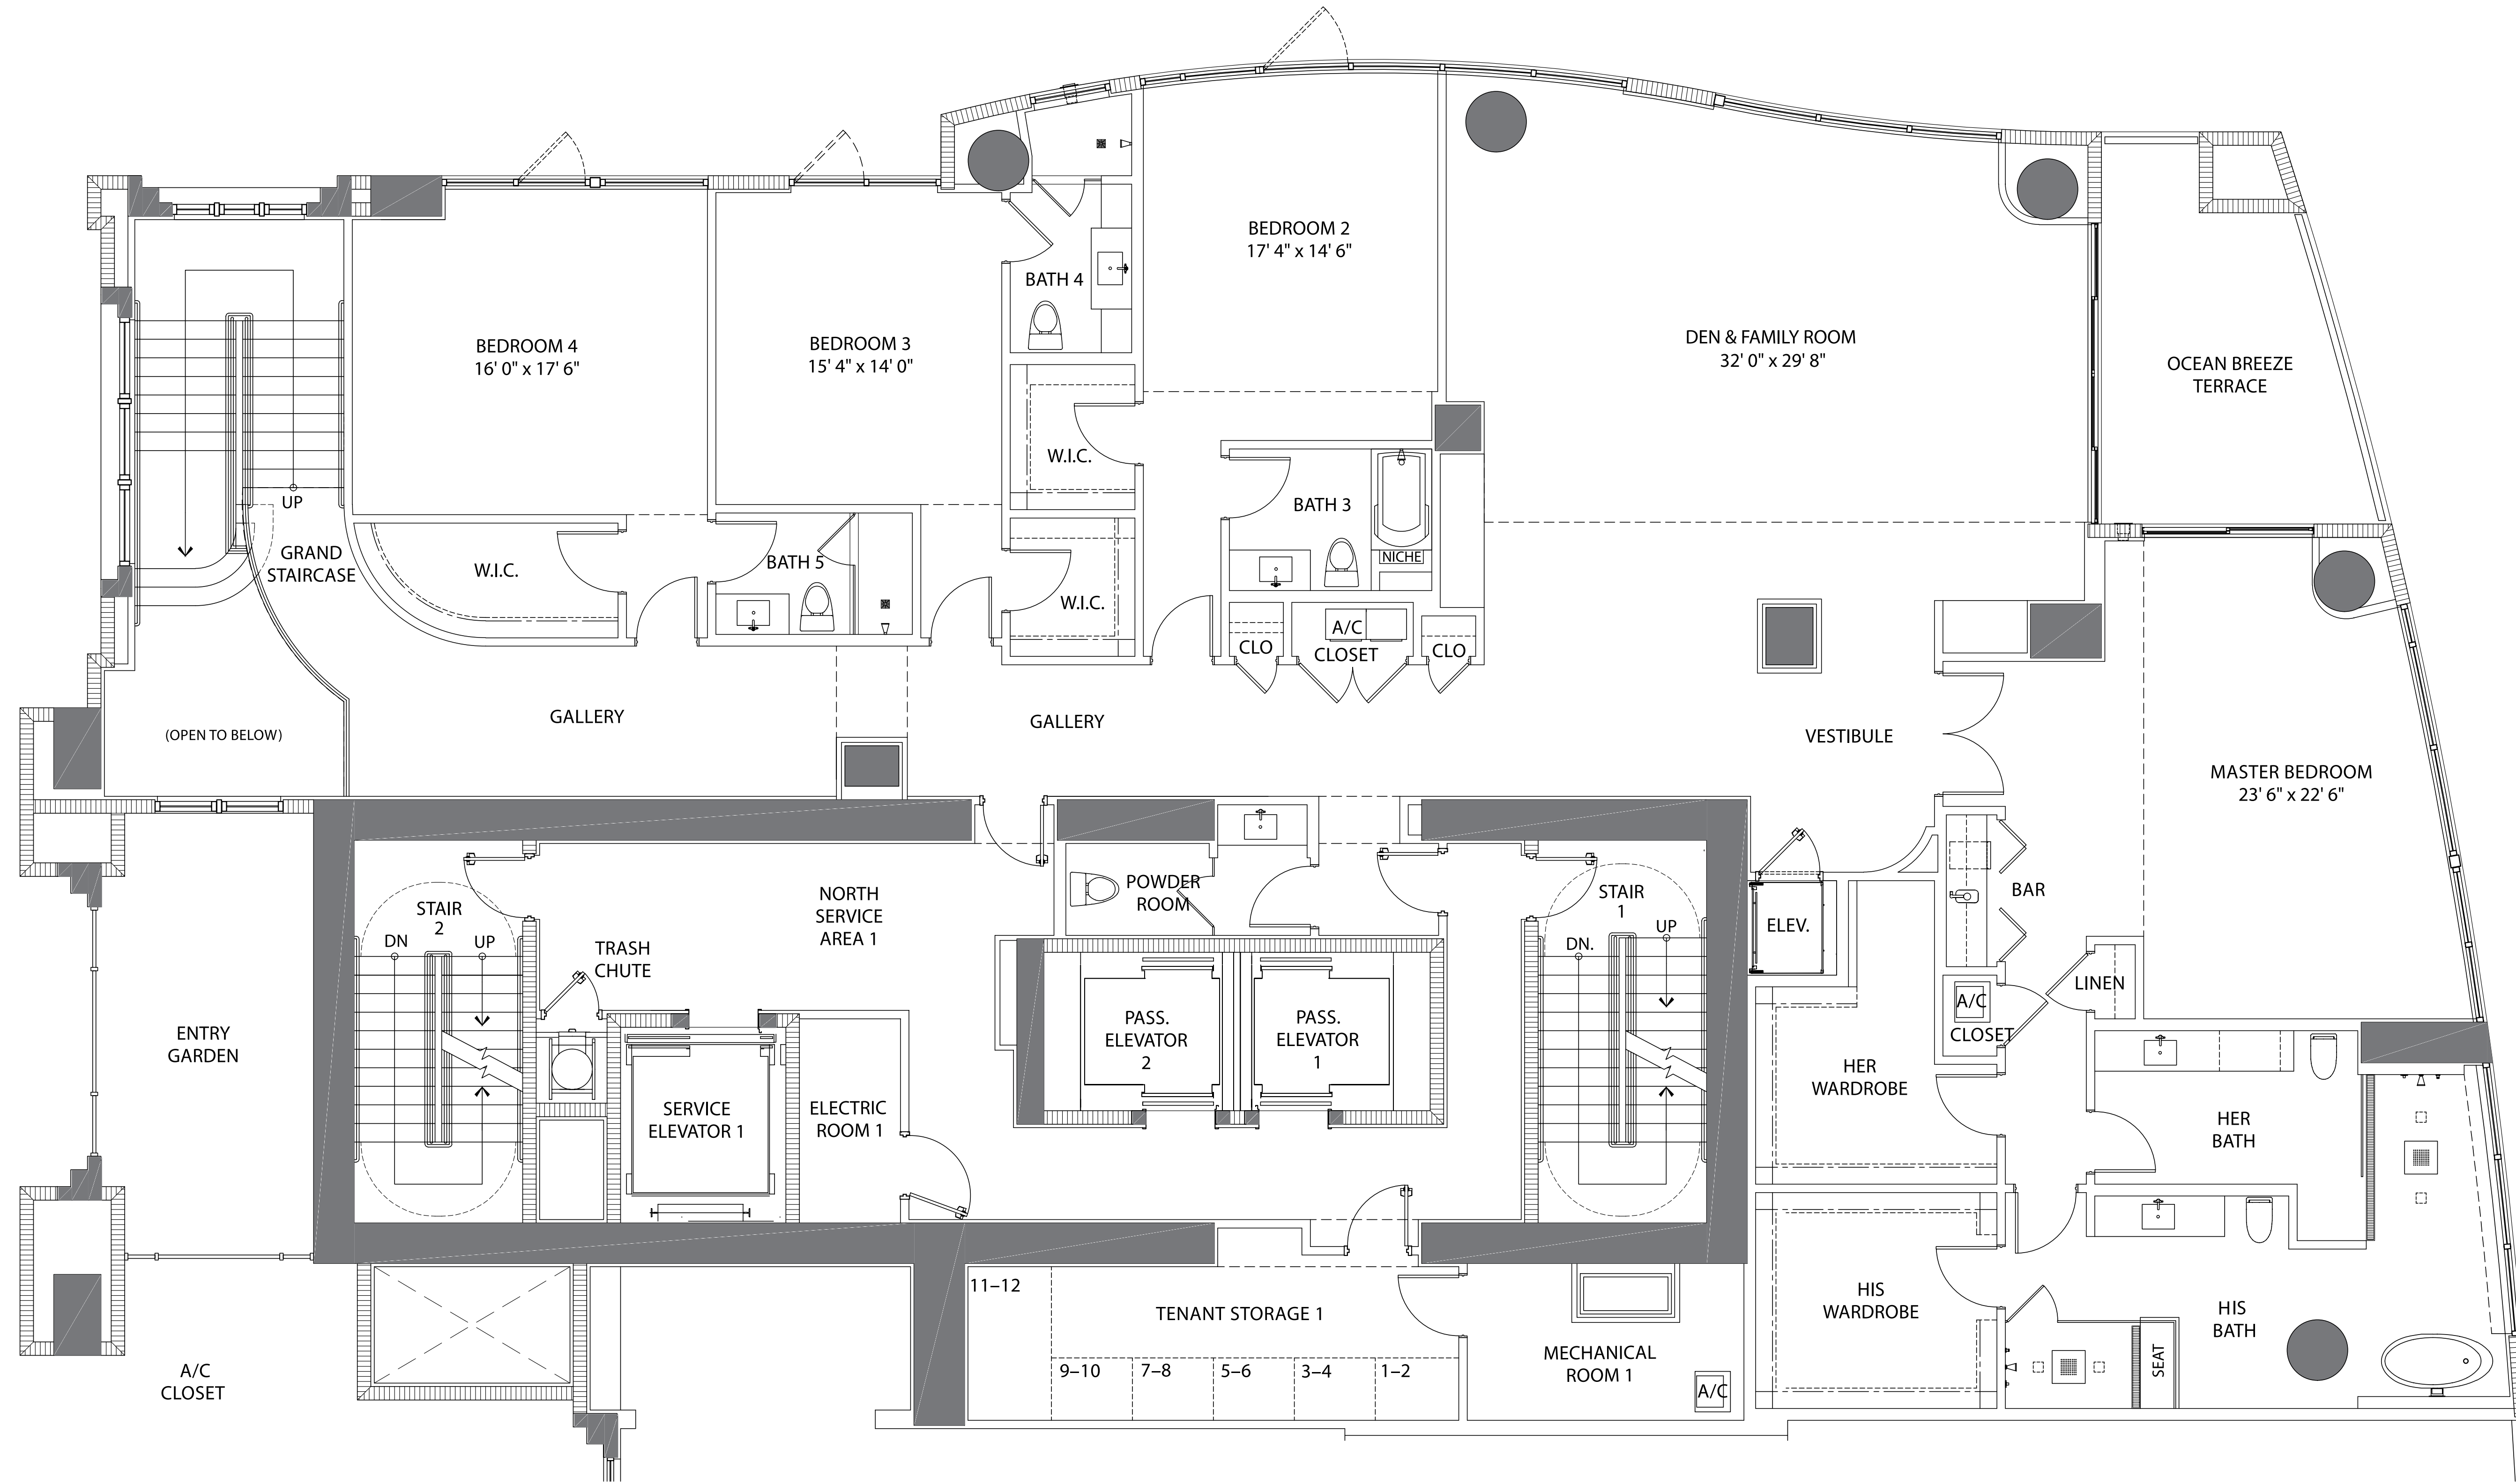 BEDROOM 2
17' 4" x 14' 6"
BATH 4
BEDROOM 4
16' 0" x 17' 6"
BEDROOM 3
15' 4" x 14' 0"
DEN & FAMILY ROOM
32' 0" x 29' 8"
OCEAN BREEZE
TERRACE
W.I.C.
UP
BATH 3
GRAND
STAIRCASE
W.I.C.
BATH 5
NICHE
W.I.C.
CLO
A/C
CLOSET
CLO
(OPEN TO BELOW)
GALLERY
GALLERY
VESTIBULE
MASTER BEDROOM
23' 6" x 22' 6"
STAIR
2
DN
UP
NORTH
SERVICE
AREA 1
POWDER
ROOM
STAIR
1
DN.
UP
ELEV.
BAR
TRASH
CHUTE
LINEN
A/C
CLOSET
ENTRY
GARDEN
PASS.
ELEVATOR
2
PASS.
ELEVATOR
1
HER
WARDROBE
SERVICE
ELEVATOR 1
ELECTRIC
ROOM 1
HER
BATH
11–12
TENANT STORAGE 1
HIS
WARDROBE
HIS
BATH
A/C
CLOSET
9–10
7–8
5–6
3–4
1–2
MECHANICAL
ROOM 1
A/C
SEAT